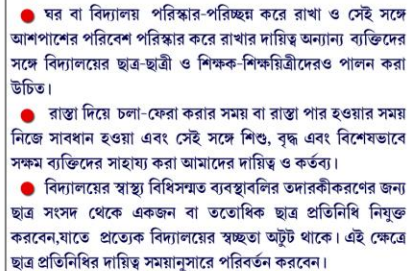 ● ঘর বা বিদ্যালয় পরিস্কার-পরিচ্ছন্ন করে রাখা ও সেই সঙ্গে
আশপাশের পরিবেশ পরিস্কার করে রাখার দায়িত্ব অন্যান্য ব্যক্তিদের
সঙ্গে বিদ্যালয়ের ছাত্র-ছাত্রী ও শিক্ষক-শিক্ষয়িত্রীদেরও পালন করা
উচিত।
● রাস্তা দিয়ে চলা-ফেরা করার সময় বা রাস্তা পার হওয়ার সময়
নিজে সাবধান হওয়া এবং সেই সঙ্গে শিশু, বৃদ্ধ এবং বিশেষভাবে
সক্ষম ব্যক্তিদের সাহায্য করা আমাদের দায়িত্ব ও কর্তব্য।
● বিদ্যালয়ের স্বাস্থ্য বিধিসন্মত ব্যবস্থাবলির তদারকীকরণের জন্য
ছাত্র সংসদ থেকে একজন বা ততোধিক ছাত্র প্রতিনিধি নিযুক্ত
করবেন,যাতে প্রত্যেক বিদ্যালয়ের স্বচ্ছতা অটুট থাকে। এই ক্ষেত্রে
ছাত্র প্রতিনিধির দায়িত্ব সময়ানুসারে পরিবর্তন করবেন।